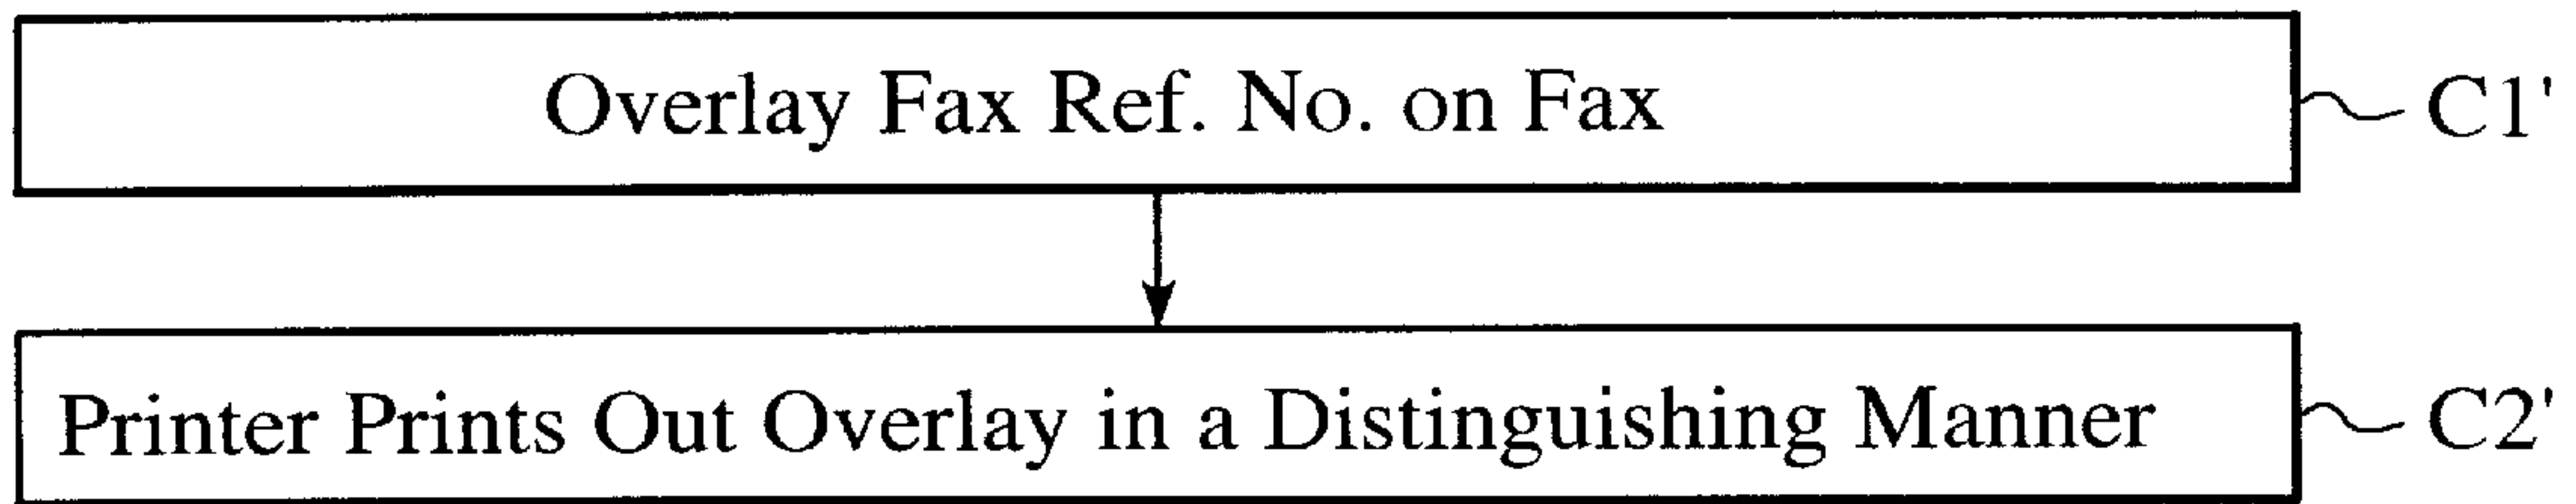 Overlay Fax Ref. No. on Fax C1'
Printer Prints Out Overlay in a Distinguishing Manner C2'